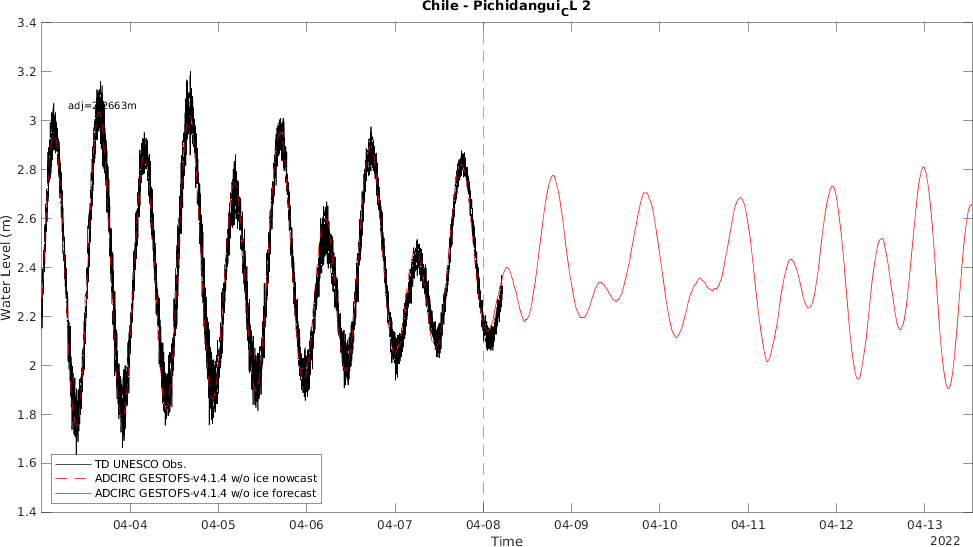 Chile - PichidanguiCL 2
3.4
3.2
3
2.8
2.6
2.4
2.2
2
1.8
1.6
1.4
Water Level (m)
adj=2.2663m
TD UNESCO Obs.
ADCIRC GESTOFS-v4.1.4 w/o ice nowcast
ADCIRC GESTOFS-v4.1.4 w/o ice forecast
04-04 04-05 04-06 04-07 04-08 04-09 04-10 04-11 04-12 04-13
Time
2022